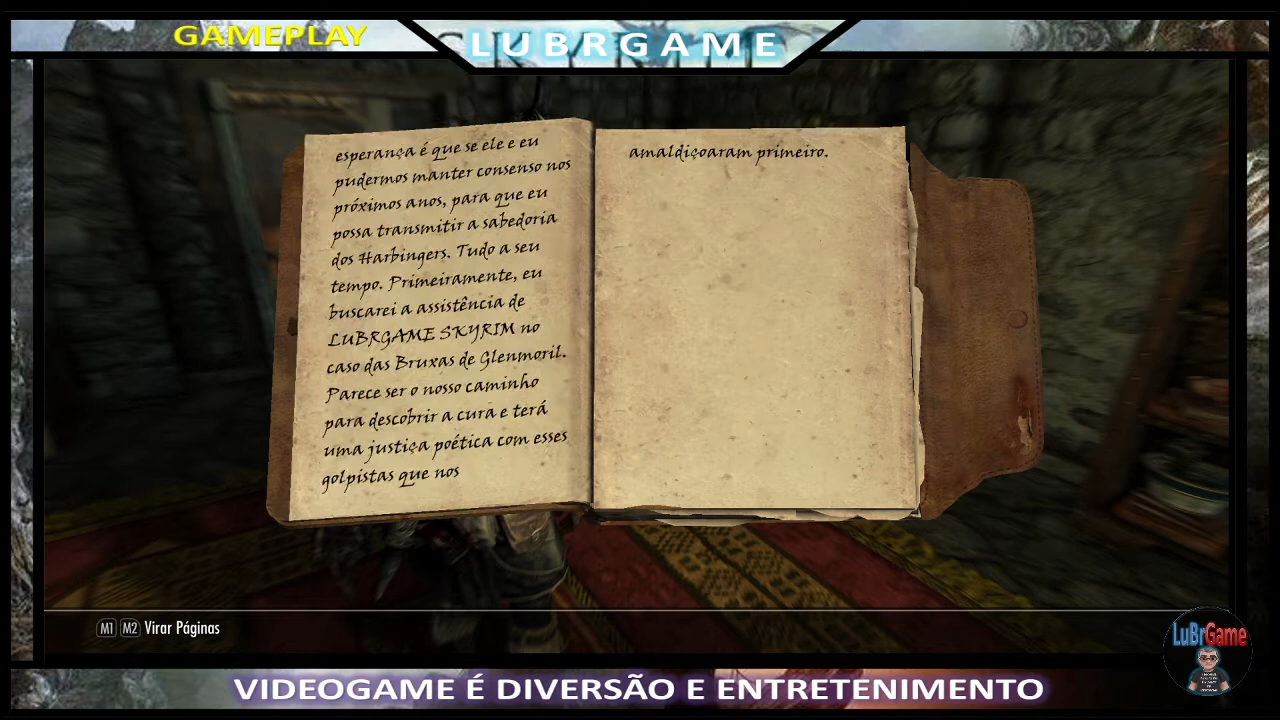 GAMEPLAY
LUBRGAME
esperança é que se ele e eu
pudermos manter consenso nos
próximos anos, para que eu
possa transmitir a sabedoria
dos Harbingers. Tudo a seu
tempo. Primeiramente, eu
buscarei a assistência de
LUBRGAME SKYRIM no
caso das Bruxas de Glenmoril.
Parece ser o nosso caminho
para descobrir a cura e terá
uma justiça poética com esses
golpistas que nos
amaldiçoaram primeiro.
M1 M2 Virar Páginas
LuBrGame
VIDEOGAME É DIVERSÃO E ENTRETENIMENTO